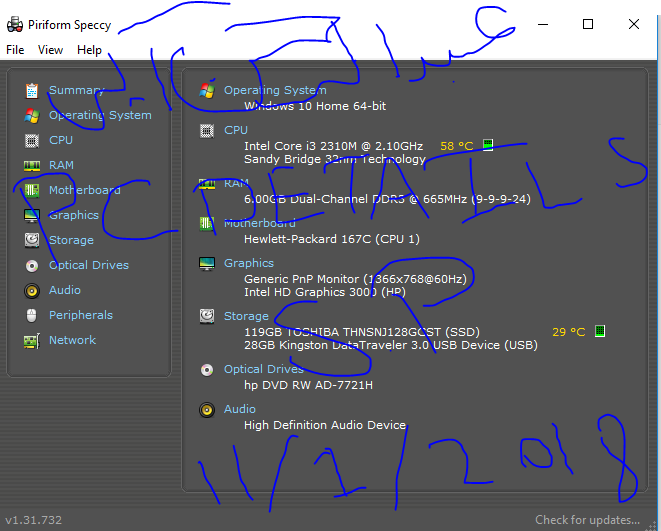 Piriform Speccy
File View Help
Summary
Operating System
CPU
RAM
Motherboard
Graphics
Storage
Optical Drives
Audio
Peripherals
Network
Operating System
Windows 10 Home 64-bit
CPU
Intel Core i3 2310M @ 2.10GHz 58 °C
Sandy Bridge 32nm Technology
RAM
6.00GB Dual-Channel DDR3 @ 665MHz (9-9-9-24)
Motherboard
Hewlett-Packard 167C (CPU 1)
Graphics
Generic PnP Monitor (1366x768@60Hz)
Intel HD Graphics 3000 (HP)
Storage
119GB TOSHIBA THNSNJ128GCST (SSD) 29 °C
28GB Kingston DataTraveler 3.0 USB Device (USB)
Optical Drives
hp DVD RW AD-7721H
Audio
High Definition Audio Device
PC DETAILS
2018
v1.31.732
Check for updates...